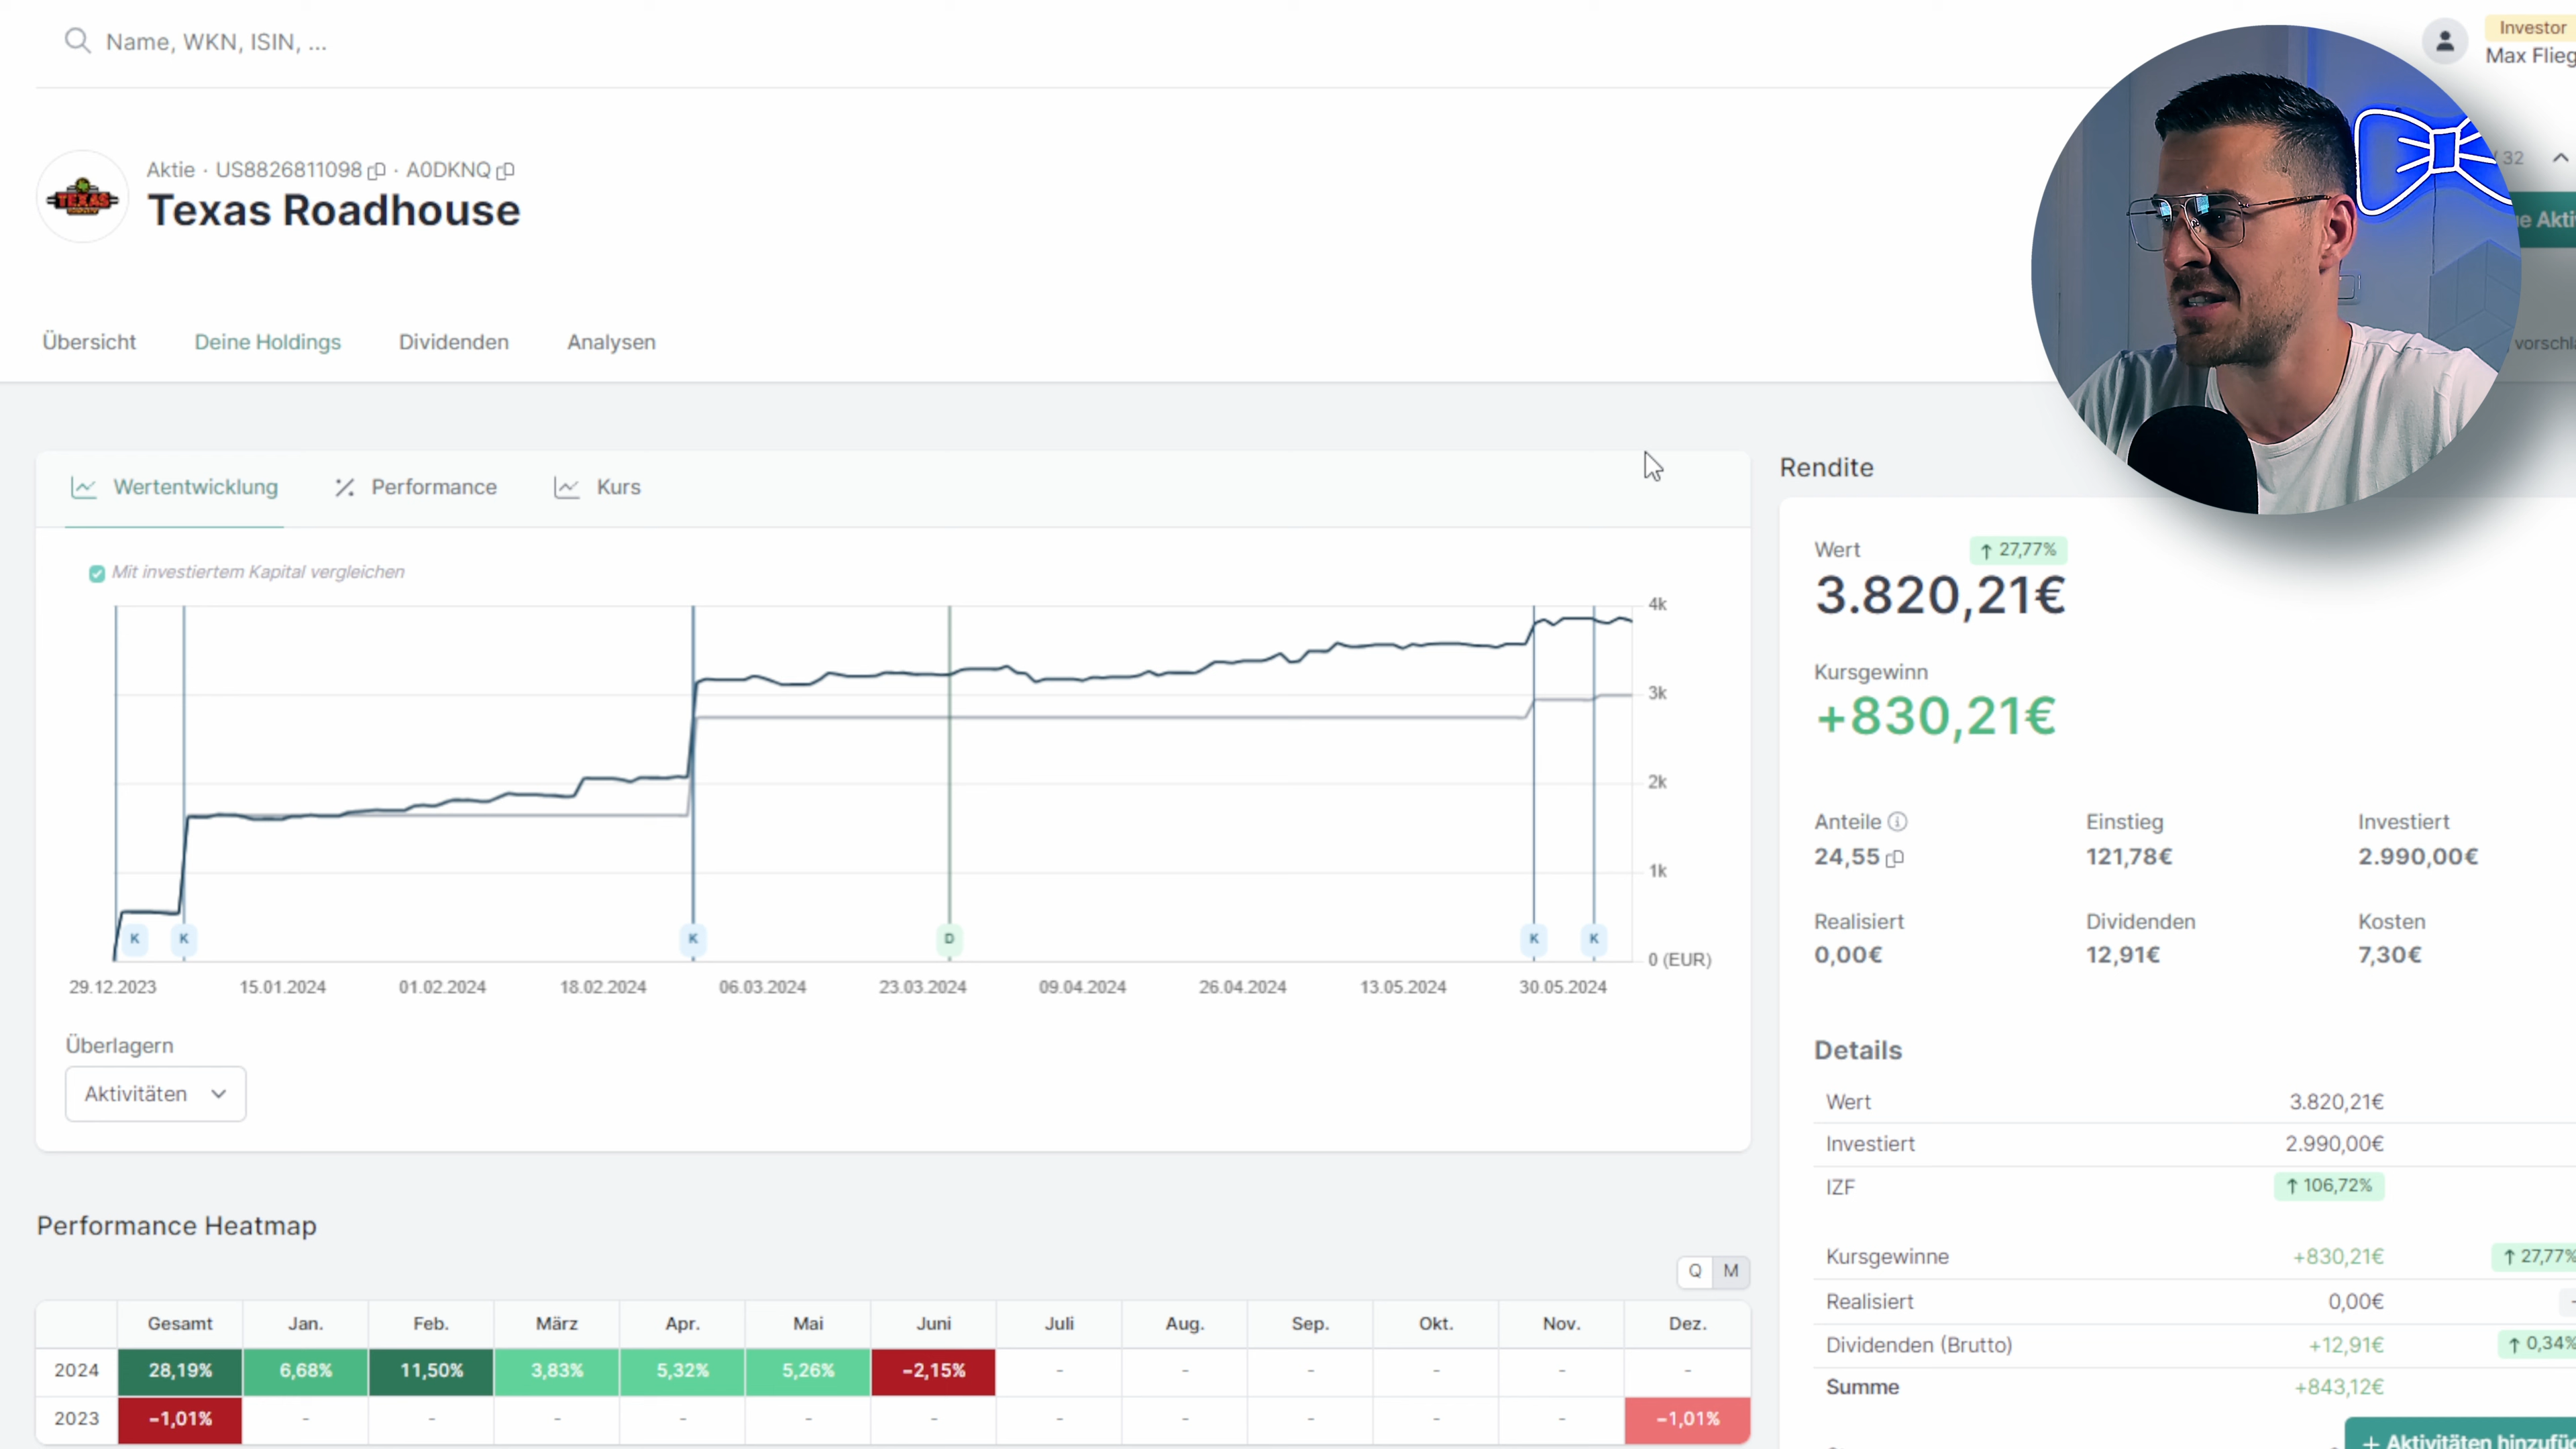 Name, WKN, ISIN, ...
Investor
Max Flieg
Aktie · US8826811098 · A0DKNQ
Texas Roadhouse
TEXAS
/ 32
e Akti
vorschl
Übersicht
Deine Holdings
Dividenden
Analysen
Wertentwicklung
Performance
Kurs
Mit investiertem Kapital vergleichen
4k
3k
2k
1k
0 (EUR)
K
K
K
D
K
K
29.12.2023
15.01.2024
01.02.2024
18.02.2024
06.03.2024
23.03.2024
09.04.2024
26.04.2024
13.05.2024
30.05.2024
Überlagern
Aktivitäten
Rendite
Wert
↑ 27,77%
3.820,21€
Kursgewinn
+830,21€
Anteile
24,55
Einstieg
121,78€
Investiert
2.990,00€
Realisiert
0,00€
Dividenden
12,91€
Kosten
7,30€
Details
Wert 3.820,21€
Investiert 2.990,00€
IZF ↑ 106,72%
Kursgewinne +830,21€ ↑ 27,77%
Realisiert 0,00€ -
Dividenden (Brutto) +12,91€ ↑ 0,34%
Summe +843,12€
+ Aktivitäten hinzufü
Performance Heatmap
Q M
Gesamt Jan. Feb. März Apr. Mai Juni Juli Aug. Sep. Okt. Nov. Dez.
2024 28,19% 6,68% 11,50% 3,83% 5,32% 5,26% -2,15% - - - - - -
2023 -1,01% - - - - - - - - - - - -1,01%